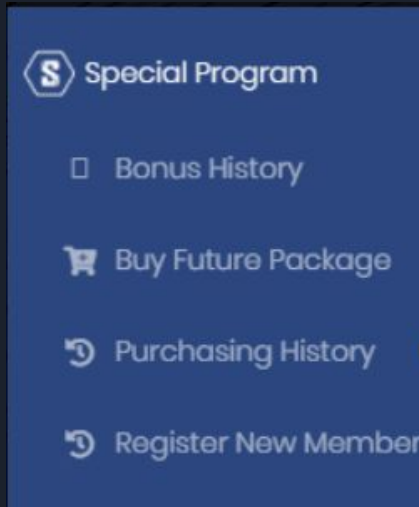 S Special Program
Bonus History
Buy Future Package
Purchasing History
Register New Member